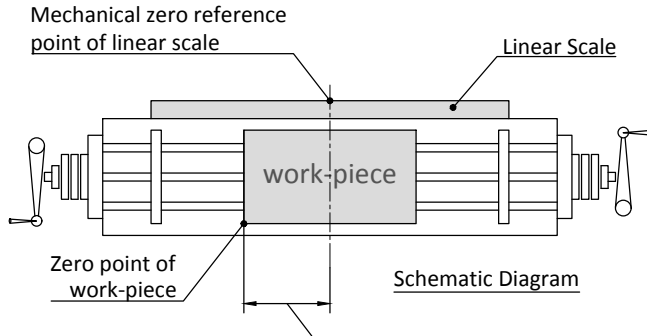 Mechanical zero reference
point of linear scale
Linear Scale
work-piece
Zero point of
work-piece
Schematic Diagram